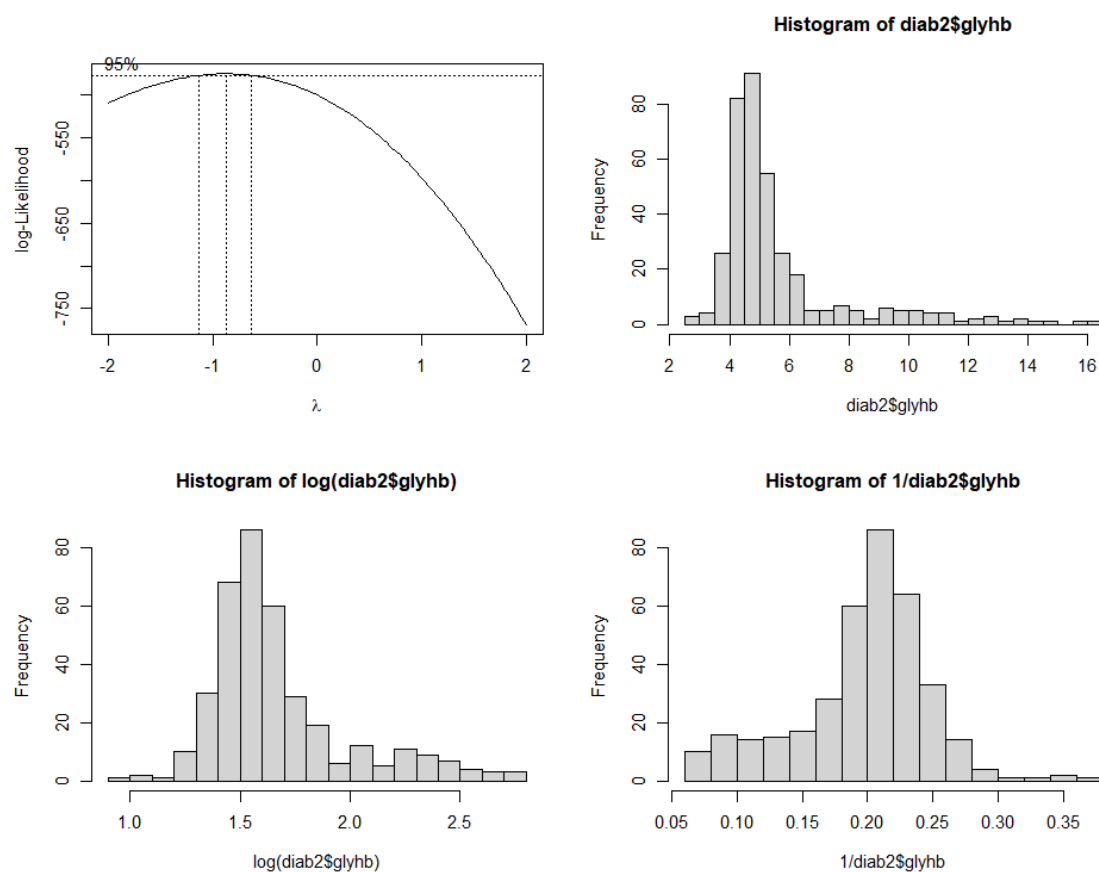 95%
log-Likelihood
-550
-650
-750
-2 -1 0 1 2
λ
Histogram of diab2$glyhb
Frequency
80
60
40
20
0
2 4 6 8 10 12 14 16
diab2$glyhb
Histogram of log(diab2$glyhb)
Frequency
80
60
40
20
0
1.0 1.5 2.0 2.5
log(diab2$glyhb)
Histogram of 1/diab2$glyhb
Frequency
80
60
40
20
0
0.05 0.10 0.15 0.20 0.25 0.30 0.35
1/diab2$glyhb